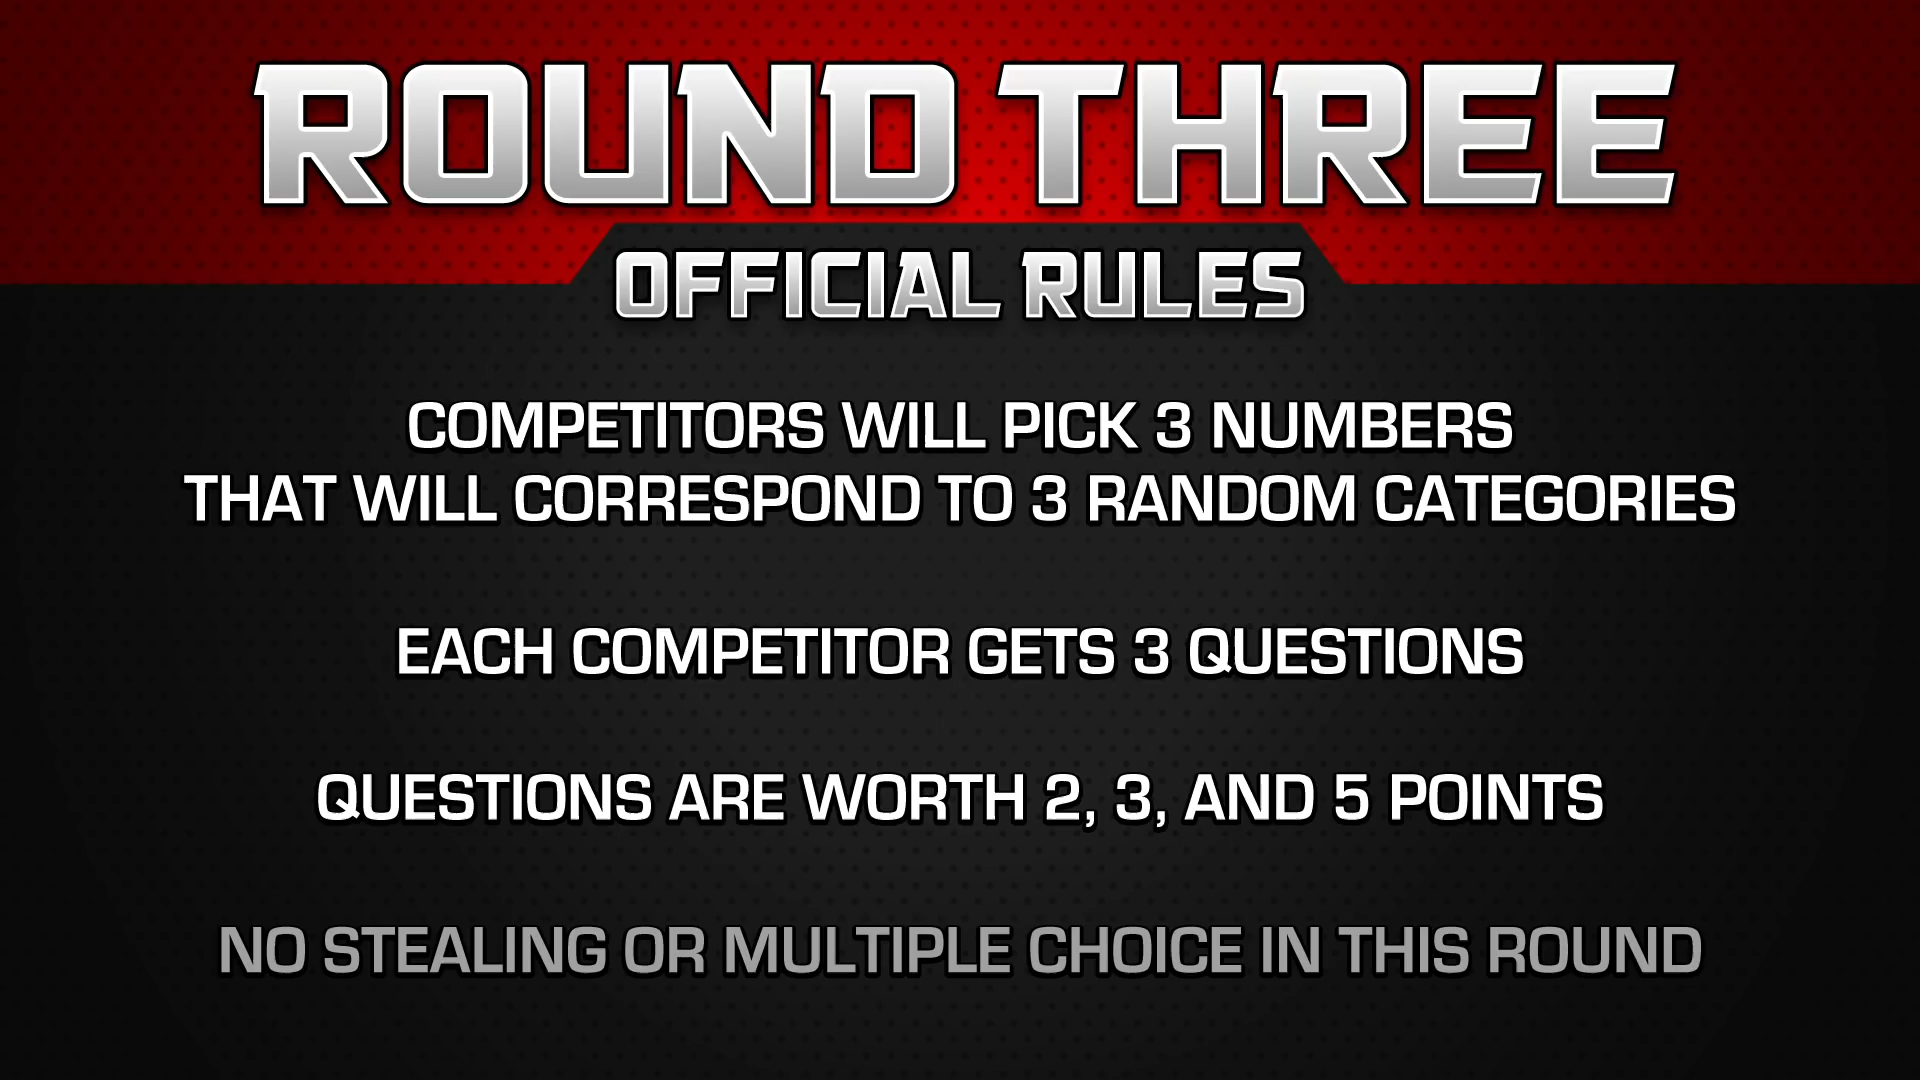 ROUND THREE
OFFICIAL RULES
COMPETITORS WILL PICK 3 NUMBERS
THAT WILL CORRESPOND TO 3 RANDOM CATEGORIES
EACH COMPETITOR GETS 3 QUESTIONS
QUESTIONS ARE WORTH 2, 3, AND 5 POINTS
NO STEALING OR MULTIPLE CHOICE IN THIS ROUND